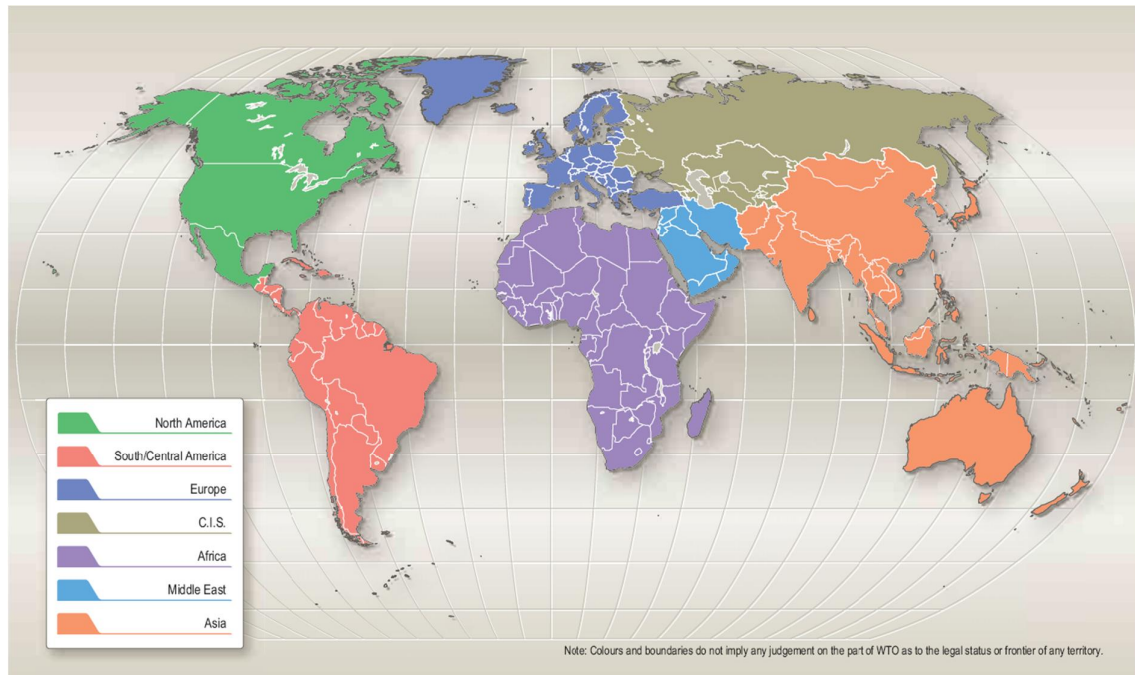 North America
South/Central America
Europe
C.I.S.
Africa
Middle East
Asia
Note: Colours and boundaries do not imply any judgement on the part of WTO as to the legal status or frontier of any territory.